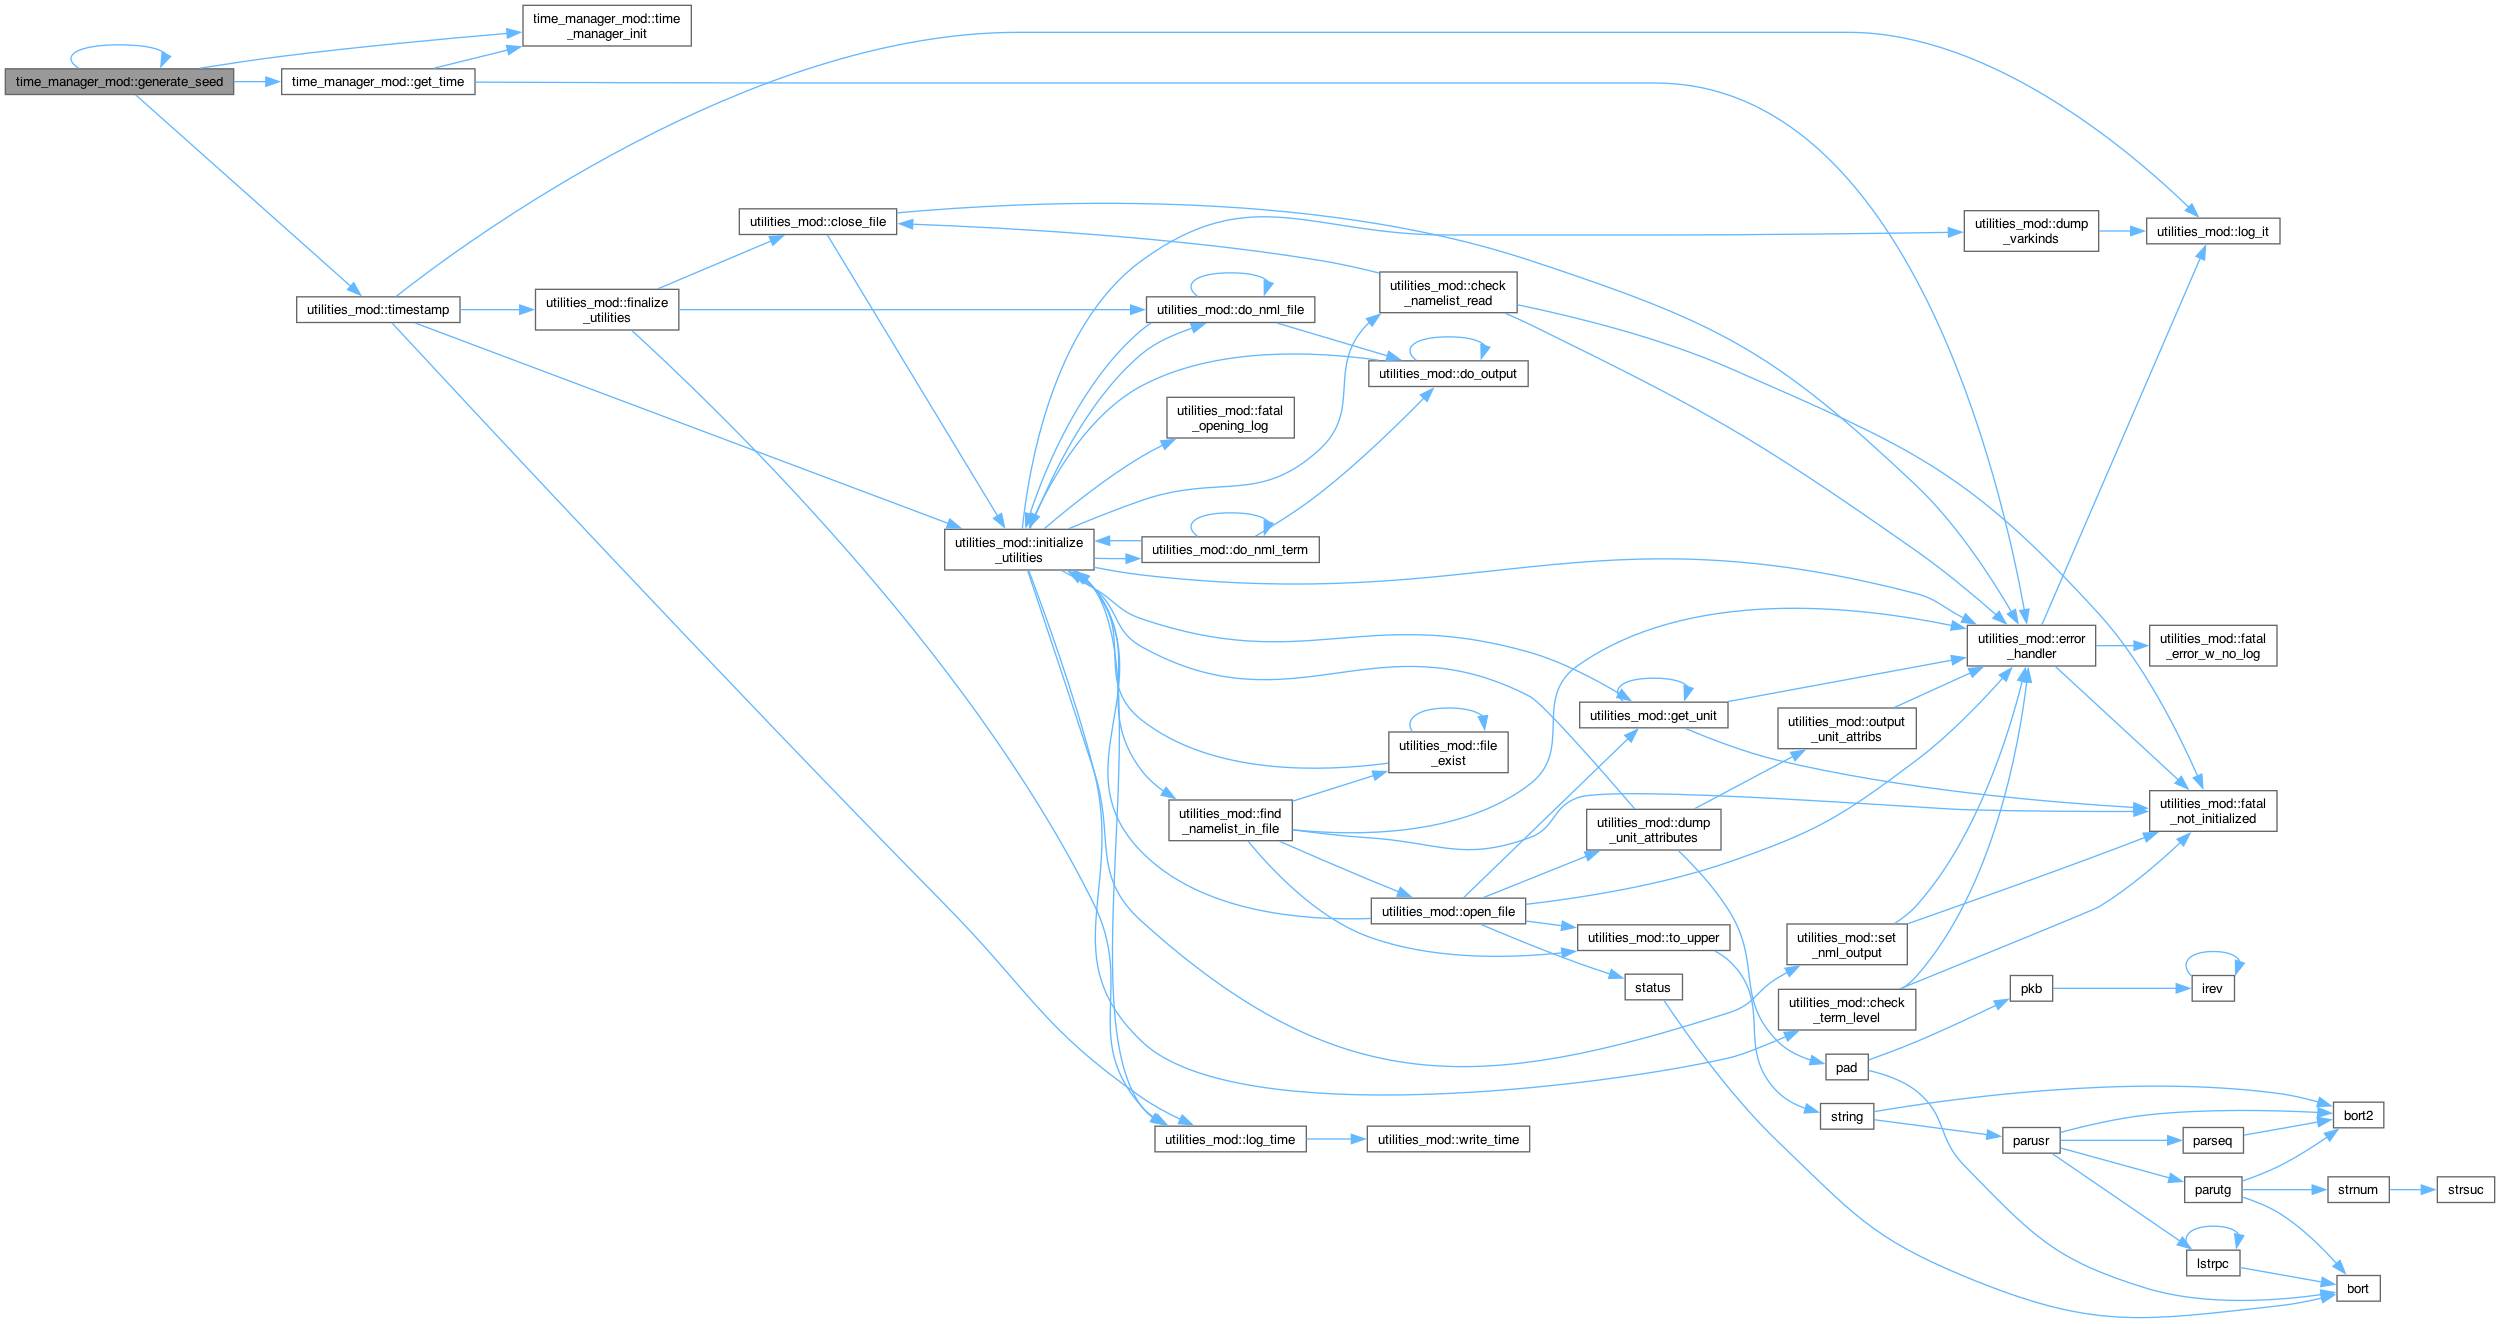 time_manager_mod::time
_manager_init
time_manager_mod::generate_seed
time_manager_mod::get_time
utilities_mod::close_file
utilities_mod::dump
_varkinds
utilities_mod::log_it
utilities_mod::check
_namelist_read
utilities_mod::timestamp
utilities_mod::finalize
_utilities
utilities_mod::do_nml_file
utilities_mod::do_output
utilities_mod::fatal
_opening_log
utilities_mod::initialize
_utilities
utilities_mod::do_nml_term
utilities_mod::error
_handler
utilities_mod::fatal
_error_w_no_log
utilities_mod::get_unit
utilities_mod::output
_unit_attribs
utilities_mod::file
_exist
utilities_mod::find
_namelist_in_file
utilities_mod::dump
_unit_attributes
utilities_mod::fatal
_not_initialized
utilities_mod::open_file
utilities_mod::to_upper
utilities_mod::set
_nml_output
status
utilities_mod::check
_term_level
pkb
irev
pad
string
bort2
utilities_mod::log_time
utilities_mod::write_time
parusr
parseq
parutg
strnum
strsuc
lstrpc
bort